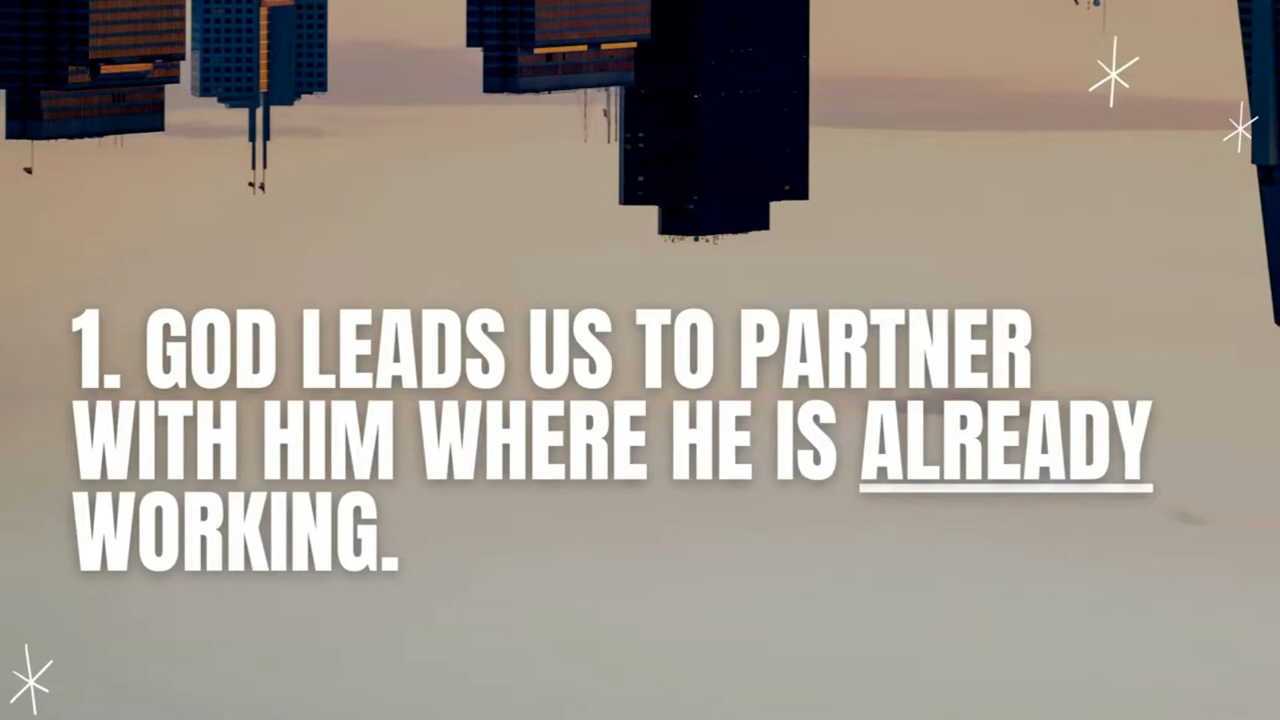 1. GOD LEADS US TO PARTNER
WITH HIM WHERE HE IS ALREADY
WORKING.